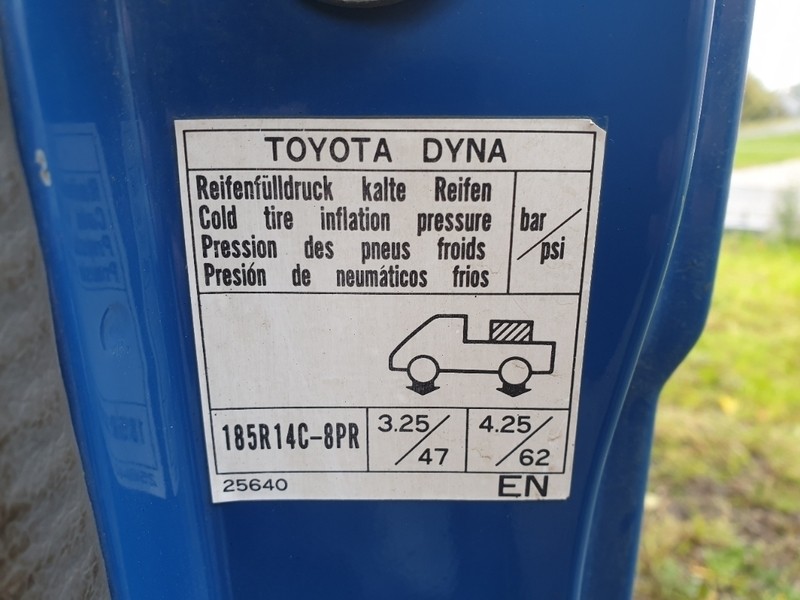 TOYOTA DYNA
Reifenfülldruck kalte Reifen
Cold tire inflation pressure
Pression des pneus froids
Presión de neumáticos frios
bar/psi
185R14C-8PR 3.25/47 4.25/62
25640 EN